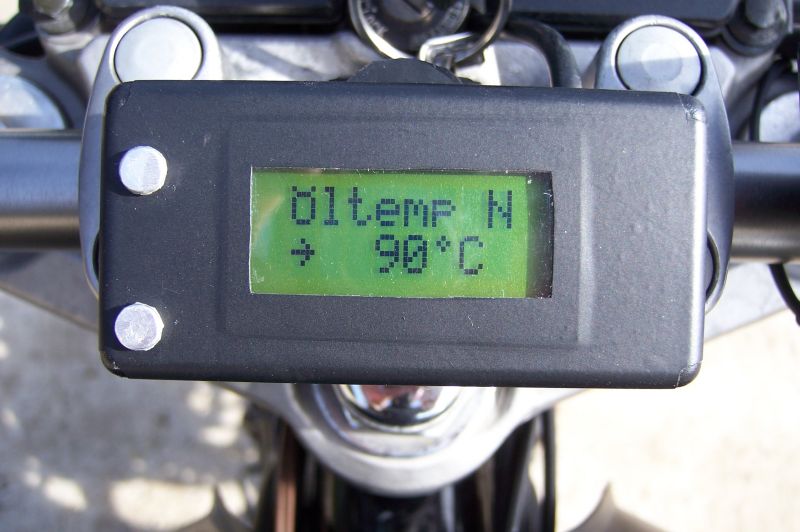 Öltemp N
→ 90°C